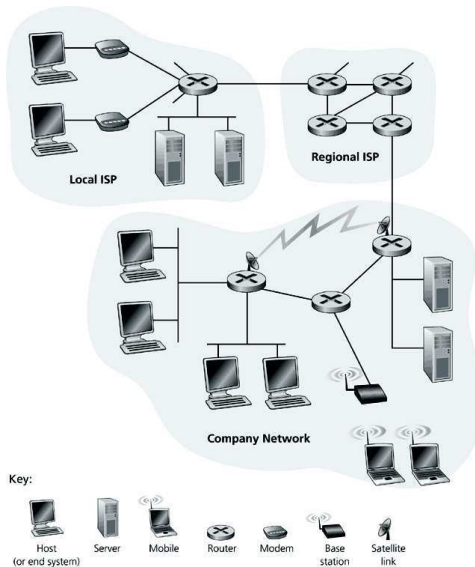 Local ISP
Regional ISP
Company Network
Key:
Host
(or end system)
Server
Mobile
Router
Modem
Base
station
Satellite
link